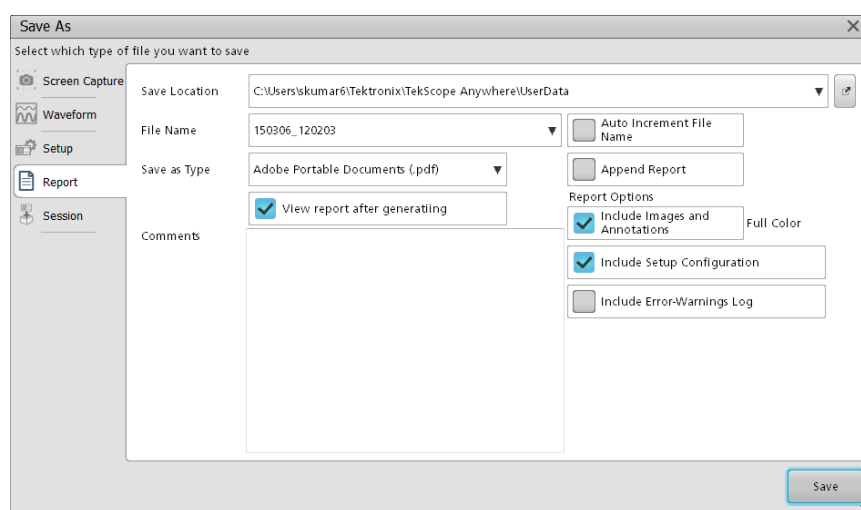 Save As
Select which type of file you want to save
Screen Capture
Waveform
Setup
Report
Session
Save Location
C:\Users\skumar6\Tektronix\TekScope Anywhere\UserData
File Name
150306_120203
Auto Increment File
Name
Save as Type
Adobe Portable Documents (.pdf)
Append Report
View report after generatiing
Report Options
Include Images and
Annotations
Full Color
Comments
Include Setup Configuration
Include Error-Warnings Log
Save